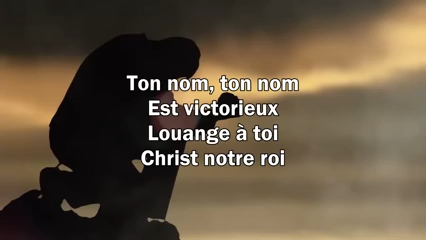 Ton nom, ton nom
Est victorieux
Louange à toi
Christ notre roi